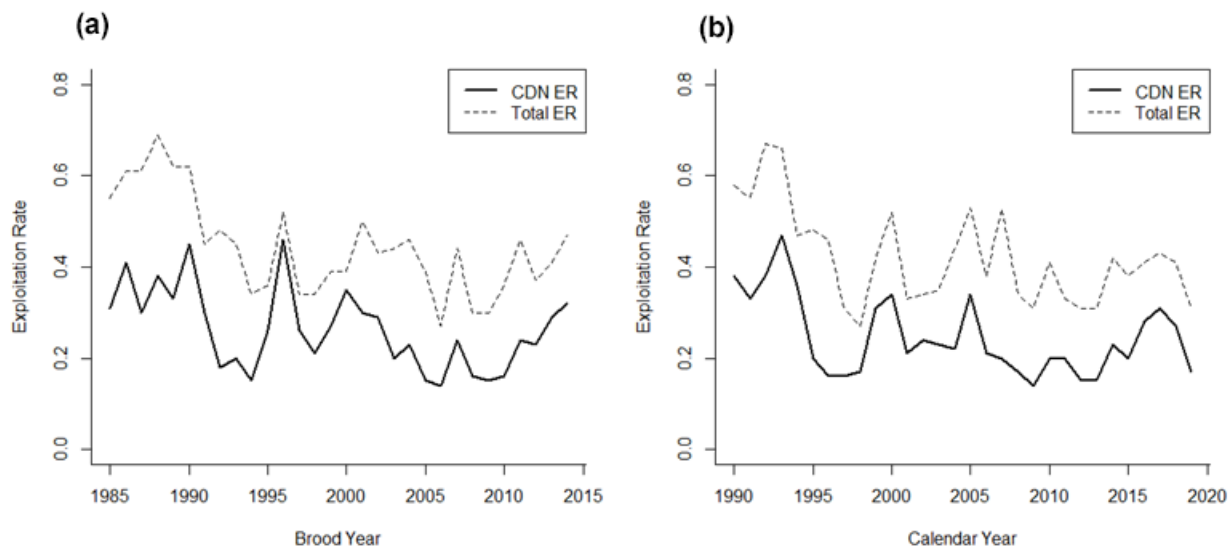 (a)
CDN ER
Total ER
0.8
0.6
0.4
0.2
0.0
Exploitation Rate
1985 1990 1995 2000 2005 2010 2015
Brood Year
(b)
CDN ER
Total ER
0.8
0.6
0.4
0.2
0.0
Exploitation Rate
1990 1995 2000 2005 2010 2015 2020
Calendar Year